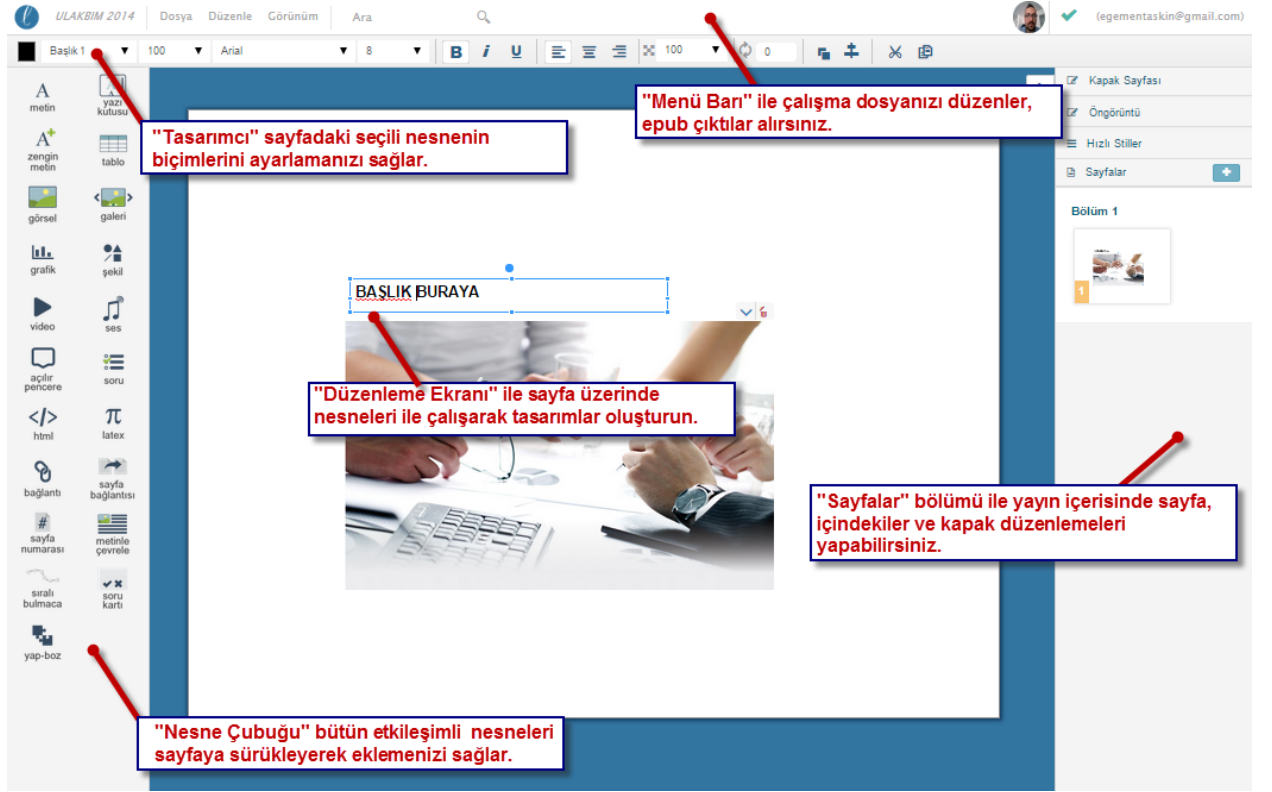 ULAKBİM 2014 Dosya Düzenle Görünüm Ara (egementaskin@gmail.com)
Başlık 1 100 Arial 8 B i U 100 0
A A
metin yazı
kutusu
"Menü Barı" ile çalışma dosyanızı düzenler,
epub çıktılar alırsınız.
Kapak Sayfası
Öngörüntü
Hızlı Stiller
Sayfalar
"Tasarımcı" sayfadaki seçili nesnenin
biçimlerini ayarlamanızı sağlar.
A
zengin
metin
tablo
görsel
galeri
Bölüm 1
1
grafik
şekil
video
ses
açılır
pencere
soru
</>
html
π
latex
bağlantı
sayfa
bağlantısı
#
sayfa
numarası
metinle
çevrele
sıralı
bulmaca
soru
kartı
yap-boz
BAŞLIK BURAYA
"Düzenleme Ekranı" ile sayfa üzerinde
nesneleri ile çalışarak tasarımlar oluşturun.
"Sayfalar" bölümü ile yayın içerisinde sayfa,
içindekiler ve kapak düzenlemeleri
yapabilirsiniz.
"Nesne Çubuğu" bütün etkileşimli nesneleri
sayfaya sürükleyerek eklemenizi sağlar.